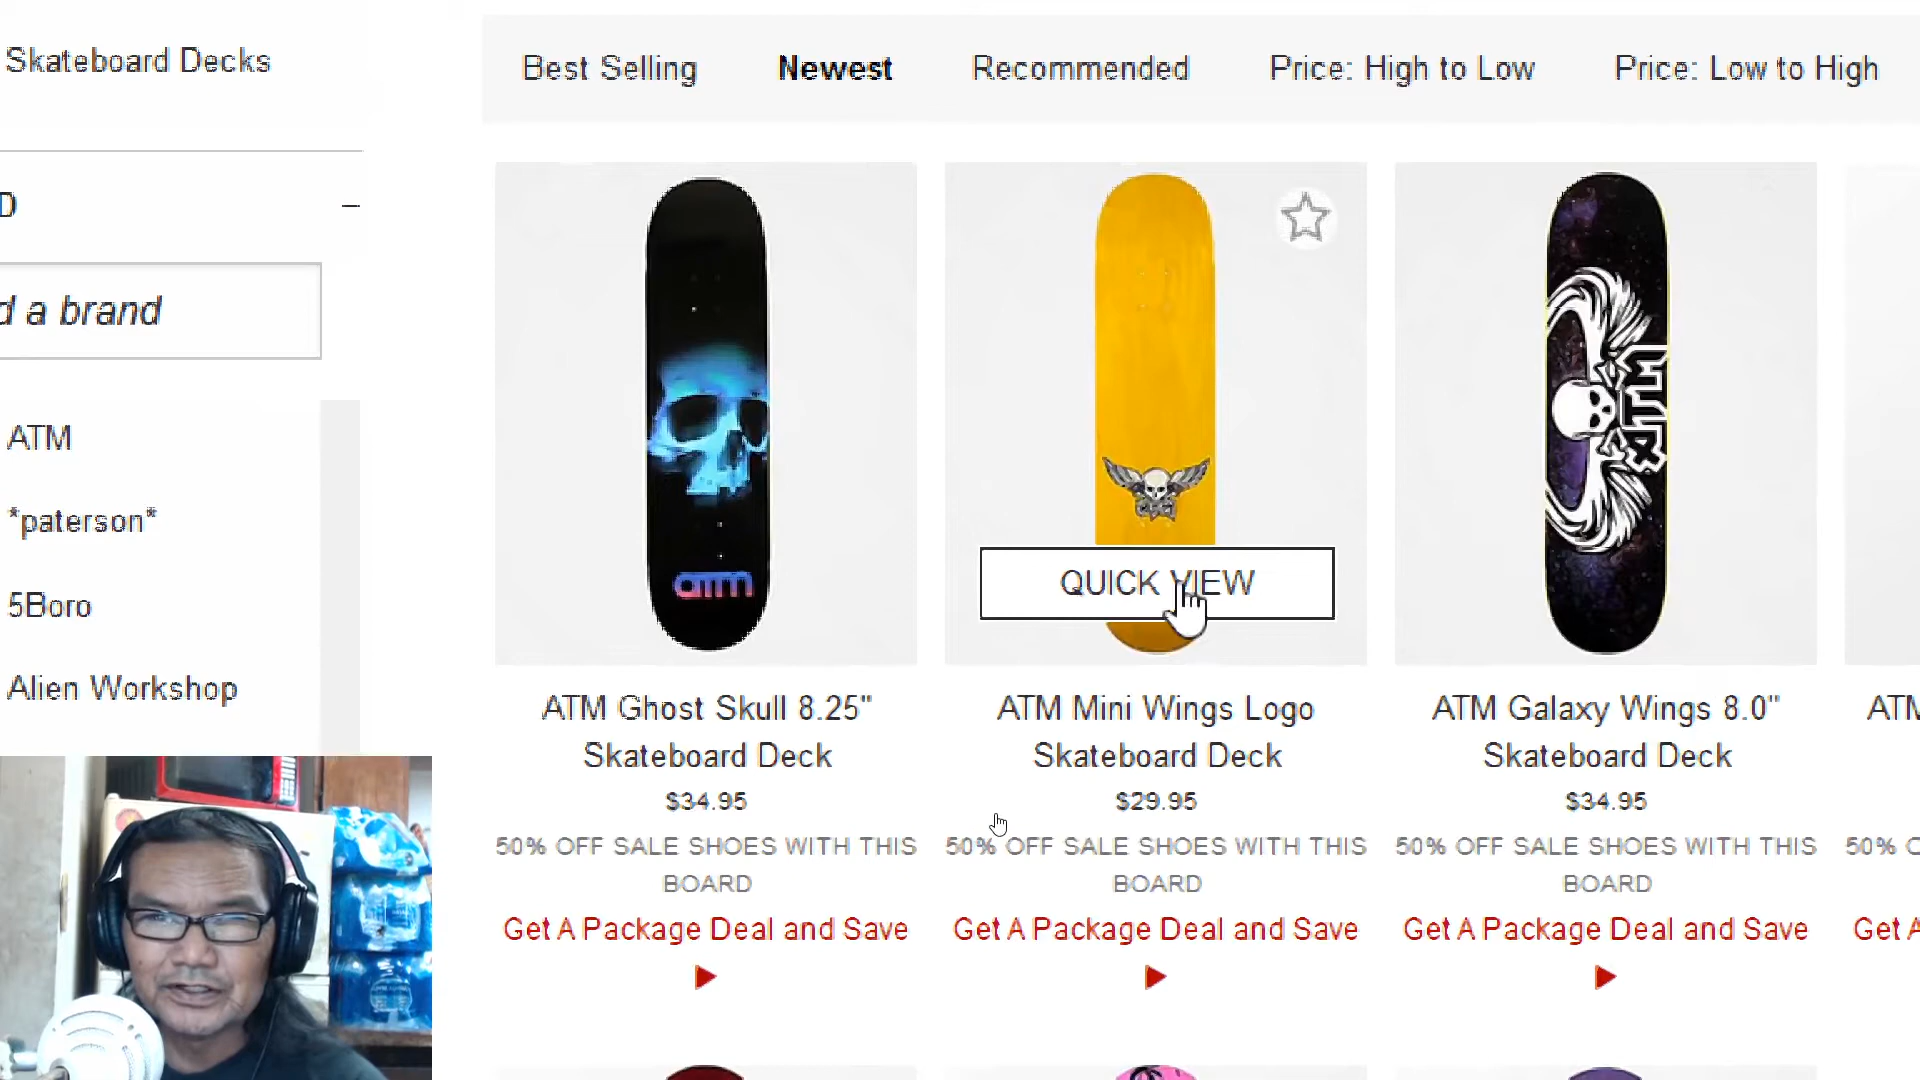 Skateboard Decks
Best Selling
Newest
Recommended
Price: High to Low
Price: Low to High
D
d a brand
ATM
*paterson*
5Boro
Alien Workshop
atm
ATM
QUICK VIEW
ATM Ghost Skull 8.25"
Skateboard Deck
$34.95
50% OFF SALE SHOES WITH THIS
BOARD
Get A Package Deal and Save
ATM Mini Wings Logo
Skateboard Deck
$29.95
50% OFF SALE SHOES WITH THIS
BOARD
Get A Package Deal and Save
ATM Galaxy Wings 8.0"
Skateboard Deck
$34.95
50% OFF SALE SHOES WITH THIS
BOARD
Get A Package Deal and Save
ATM
50%
Get A